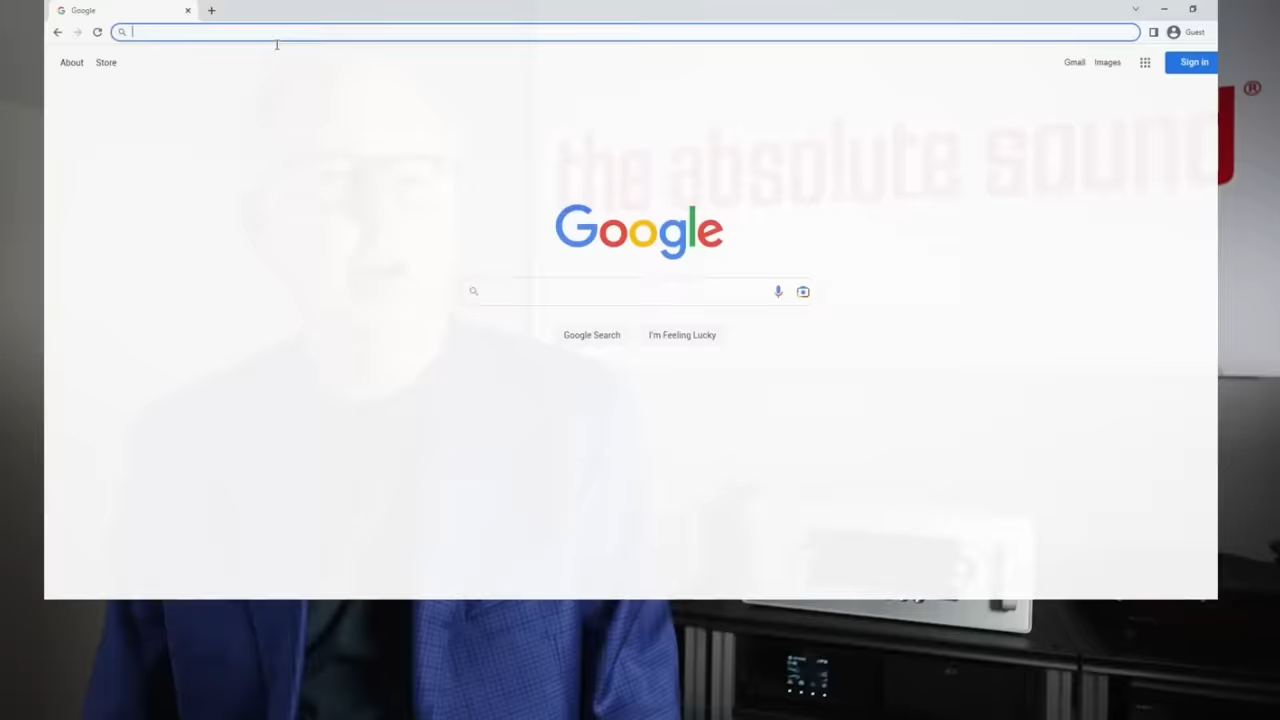 Google
Guest
About Store
Gmail Images
Sign in
the absolute sound®
Google
Google Search I'm Feeling Lucky